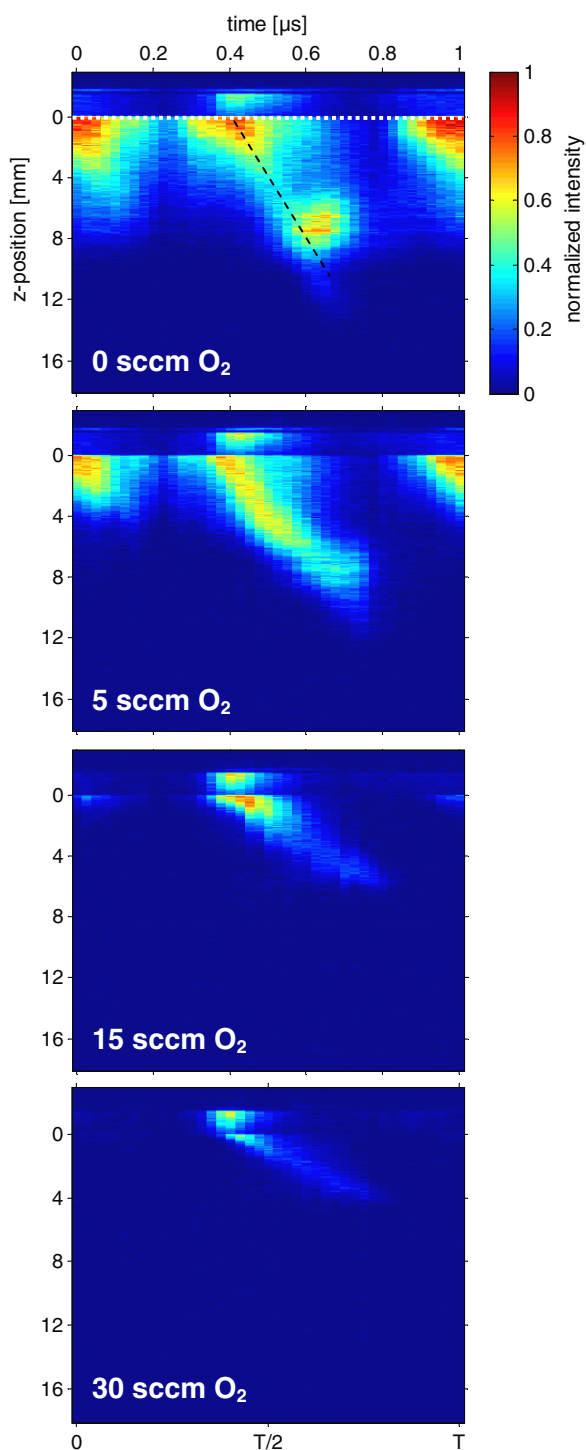 time [µs]
0 0.2 0.4 0.6 0.8 1
z-position [mm]
0
4
8
12
16
0 sccm O₂
1
0.8
0.6
0.4
0.2
0
normalized intensity
0
4
8
12
16
5 sccm O₂
0
4
8
12
16
15 sccm O₂
0
4
8
12
16
30 sccm O₂
0 T/2 T